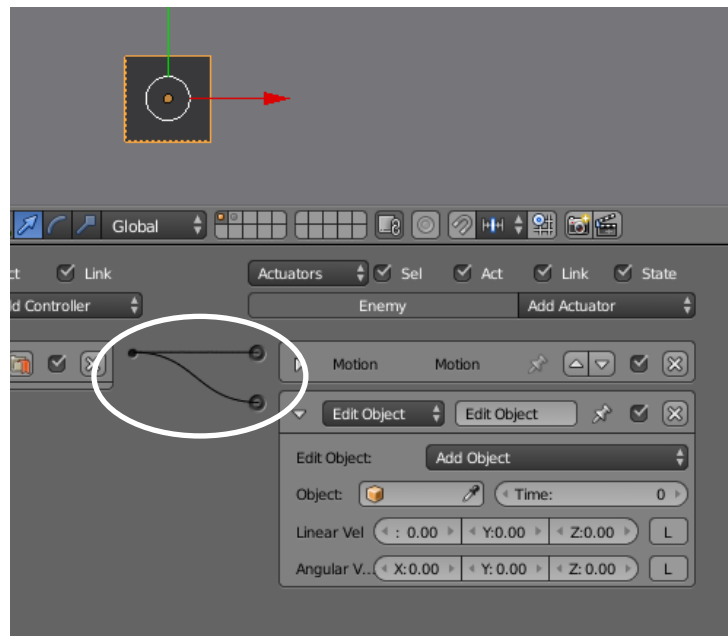 Global
ct Link Actuators Sel Act Link State
ld Controller Enemy Add Actuator
Motion Motion
Edit Object Edit Object
Edit Object: Add Object
Object: Time: 0
Linear Vel : 0.00 Y:0.00 Z:0.00 L
Angular V... X:0.00 Y: 0.00 Z: 0.00 L